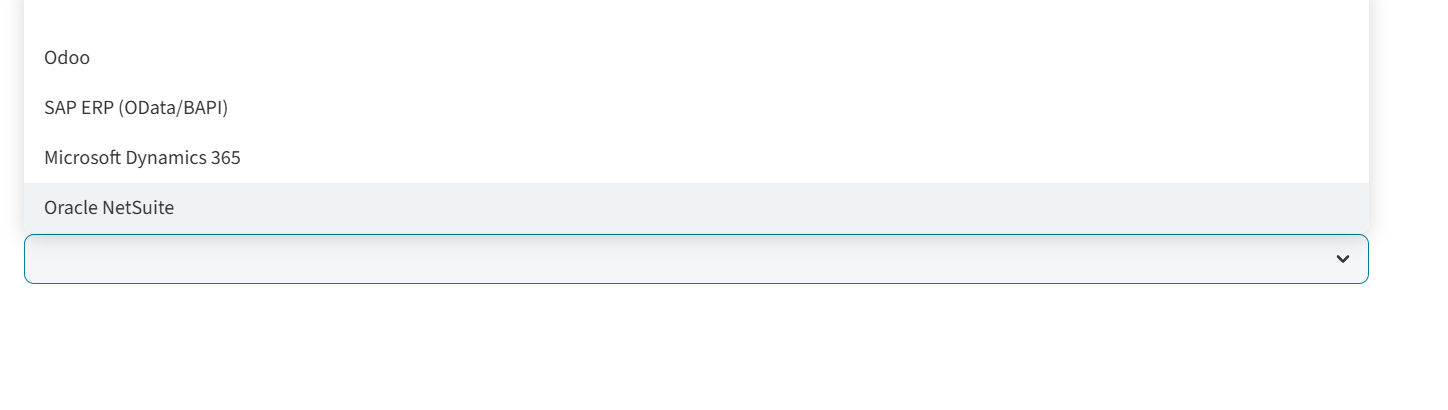 Odoo
SAP ERP (OData/BAPI)
Microsoft Dynamics 365
Oracle NetSuite